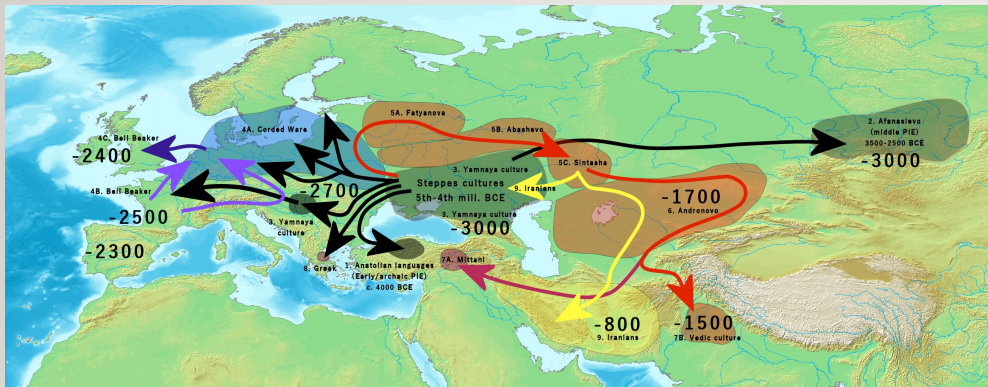 5A. Fatyanova
4A. Corded Ware
5B. Abashevo
2. Afanasievo
(middle PIE)
3500-2500 BCE
-3000
4C. Bell Beaker
-2400
3. Yamnaya culture
5C. Sintasha
Steppes cultures
5th-4th mill. BCE
9. Iranians
4B. Bell Beaker
-2700
-1700
6. Andronovo
-2500
3. Yamnaya
culture
3. Yamnaya culture
-3000
-2300
8. Greek
1. Anatolian languages
(Early/archaic PIE)
c. 4000 BCE
7A. Mittani
-800
9. Iranians
-1500
7B. Vedic culture